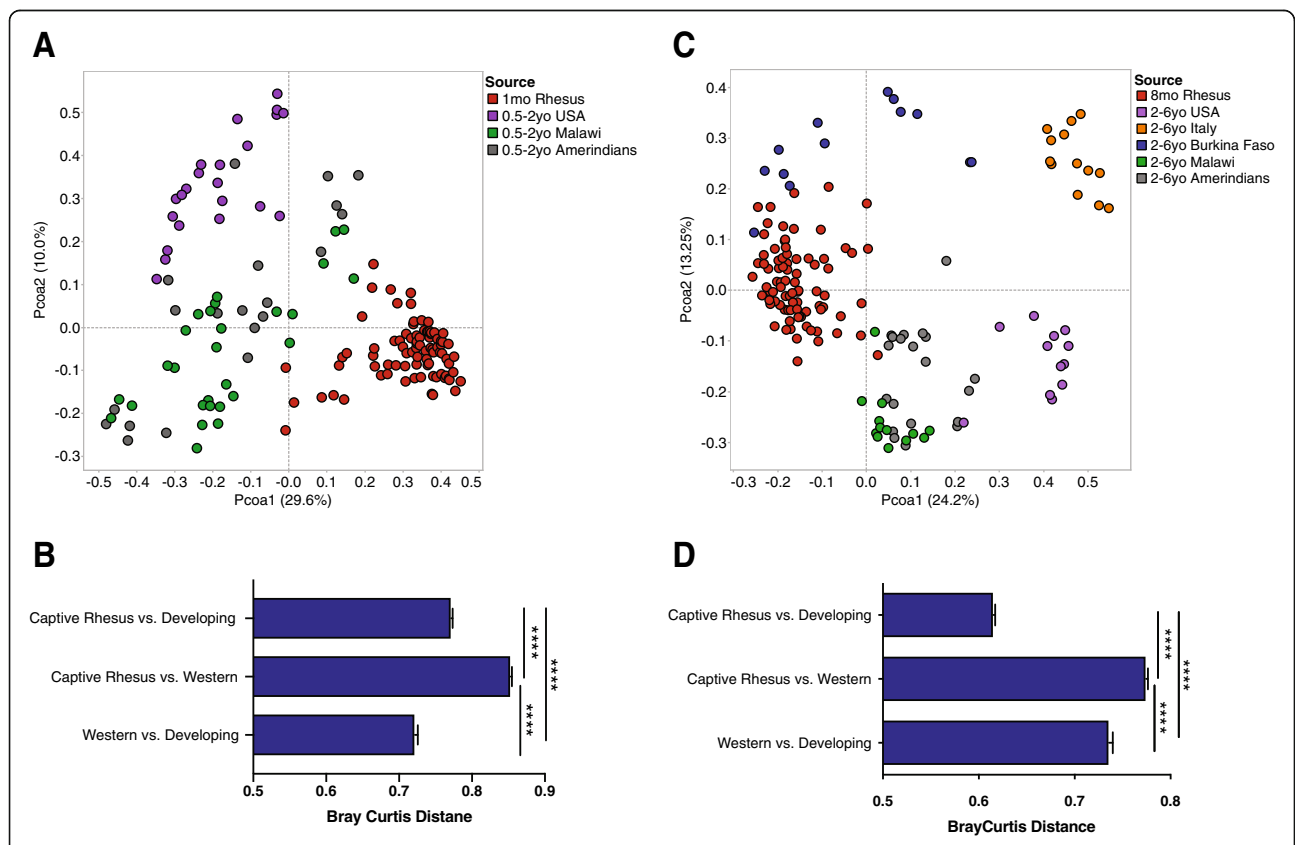 A
Source
1mo Rhesus
0.5-2yo USA
0.5-2yo Malawi
0.5-2yo Amerindians
Pcoa2 (10.0%)
0.5
0.4
0.3
0.2
0.1
0.0
-0.1
-0.2
-0.3
-0.5 -0.4 -0.3 -0.2 -0.1 0.0 0.1 0.2 0.3 0.4 0.5
Pcoa1 (29.6%)
C
Source
8mo Rhesus
2-6yo USA
2-6yo Italy
2-6yo Burkina Faso
2-6yo Malawi
2-6yo Amerindians
Pcoa2 (13.25%)
0.4
0.3
0.2
0.1
0.0
-0.1
-0.2
-0.3
-0.3 -0.2 -0.1 0.0 0.1 0.2 0.3 0.4 0.5
Pcoa1 (24.2%)
B
Captive Rhesus vs. Developing
Captive Rhesus vs. Western
Western vs. Developing
****
****
****
0.5 0.6 0.7 0.8 0.9
Bray Curtis Distane
D
Captive Rhesus vs. Developing
Captive Rhesus vs. Western
Western vs. Developing
****
****
****
0.5 0.6 0.7 0.8
BrayCurtis Distance